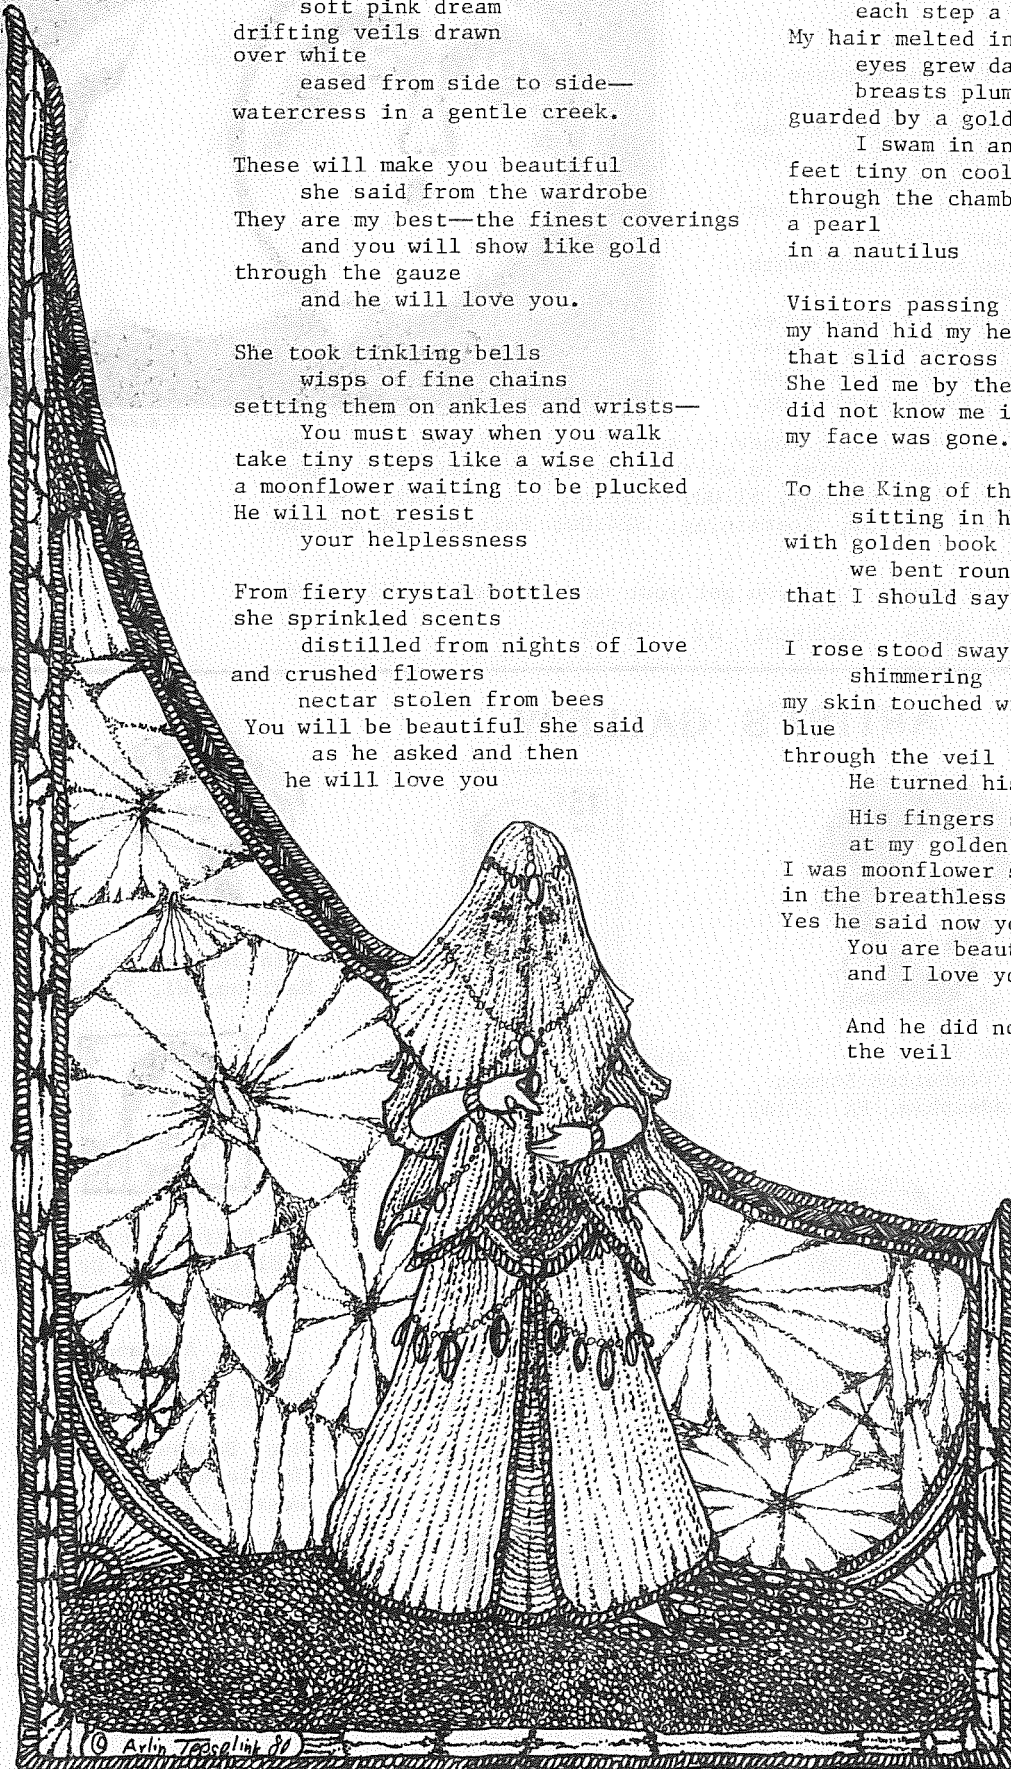 soft pink dream
drifting veils drawn
over white
eased from side to side—
watercress in a gentle creek.

These will make you beautiful
she said from the wardrobe
They are my best—the finest coverings
and you will show like gold
through the gauze
and he will love you.

She took tinkling bells
wisps of fine chains
setting them on ankles and wrists—
You must sway when you walk
take tiny steps like a wise child
a moonflower waiting to be plucked
He will not resist
your helplessness

From fiery crystal bottles
she sprinkled scents
distilled from nights of love
and crushed flowers
nectar stolen from bees
You will be beautiful she said
as he asked and then
he will love you

each step a
My hair melted in
eyes grew da
breasts plum
guarded by a gold
I swam in an
feet tiny on cool
through the chamb
a pearl
in a nautilus

Visitors passing
my hand hid my he
that slid across
She led me by the
did not know me i
my face was gone.

To the King of th
sitting in h
with golden book
we bent roun
that I should say

I rose stood sway
shimmering
my skin touched w
blue
through the veil
He turned his
His fingers
at my golden
I was moonflower s
in the breathless
Yes he said now yo
You are beaut
and I love yo

And he did no
the veil

© Arlin 80